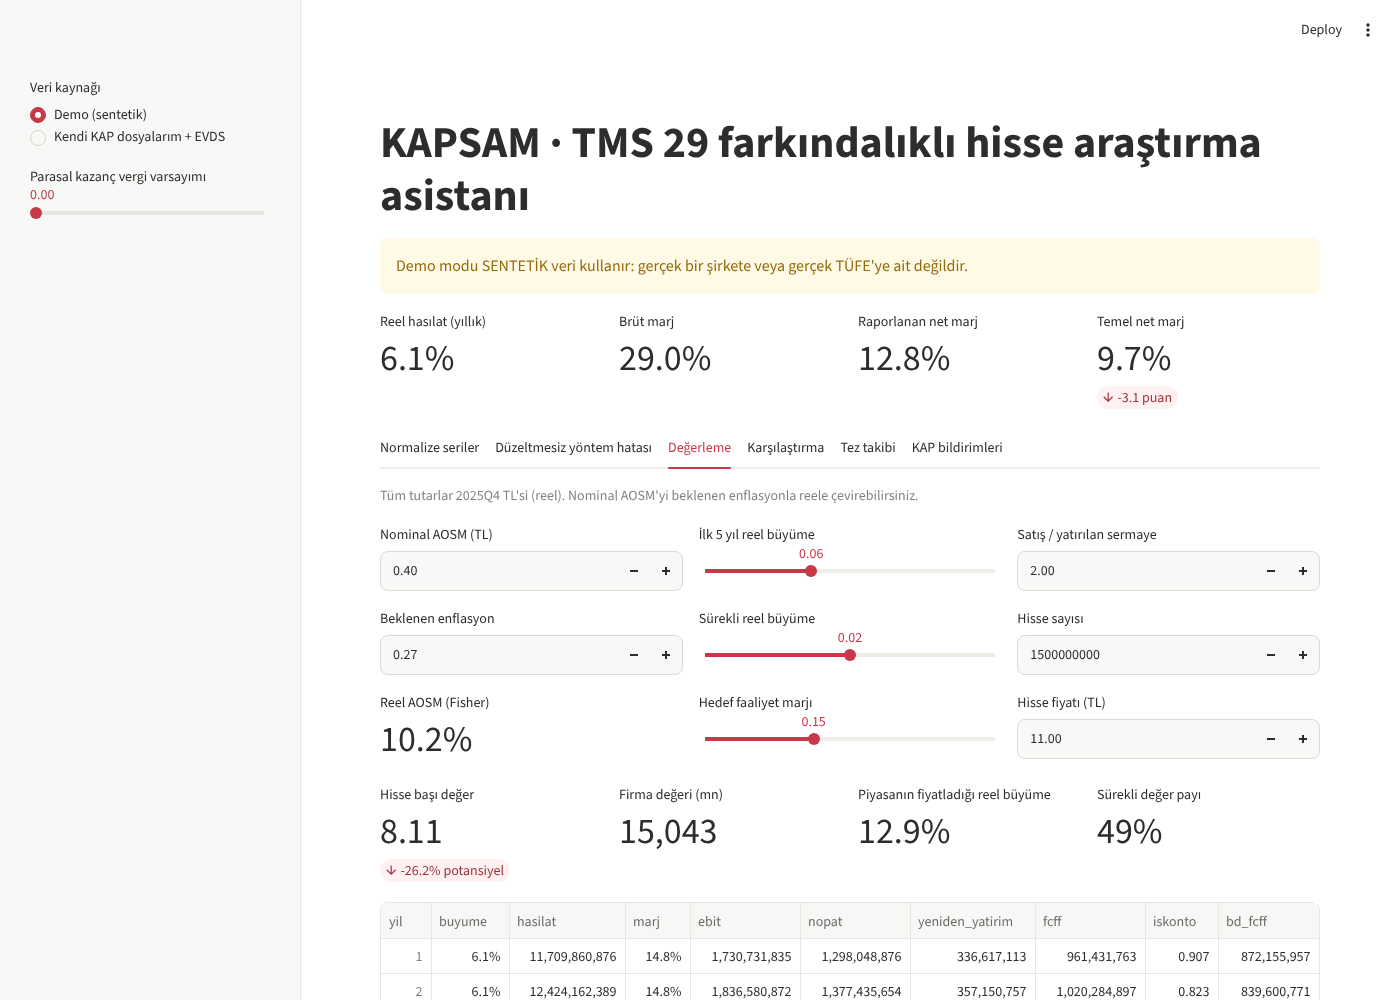 Deploy
Veri kaynağı
Demo (sentetik)
Kendi KAP dosyalarım + EVDS
Parasal kazanç vergi varsayımı
0.00
KAPSAM · TMS 29 farkındalıklı hisse araştırma
asistanı
Demo modu SENTETİK veri kullanır: gerçek bir şirkete veya gerçek TÜFE'ye ait değildir.
Reel hasılat (yıllık) Brüt marj Raporlanan net marj Temel net marj
6.1% 29.0% 12.8% 9.7%
↓ -3.1 puan
Normalize seriler Düzeltmesiz yöntem hatası Değerleme Karşılaştırma Tez takibi KAP bildirimleri
Tüm tutarlar 2025Q4 TL'si (reel). Nominal AOSM'yi beklenen enflasyonla reele çevirebilirsiniz.
Nominal AOSM (TL) İlk 5 yıl reel büyüme Satış / yatırılan sermaye
0.06
0.40 − + 2.00 − +
Beklenen enflasyon Sürekli reel büyüme Hisse sayısı
0.02
0.27 − + 1500000000 − +
Reel AOSM (Fisher) Hedef faaliyet marjı Hisse fiyatı (TL)
0.15
10.2% 11.00 − +
Hisse başı değer Firma değeri (mn) Piyasanın fiyatladığı reel büyüme Sürekli değer payı
8.11 15,043 12.9% 49%
↓ -26.2% potansiyel
yil buyume hasilat marj ebit nopat yeniden_yatirim fcff iskonto bd_fcff
1 6.1% 11,709,860,876 14.8% 1,730,731,835 1,298,048,876 336,617,113 961,431,763 0.907 872,155,957
2 6.1% 12,424,162,389 14.8% 1,836,580,872 1,377,435,654 357,150,757 1,020,284,897 0.823 839,600,771